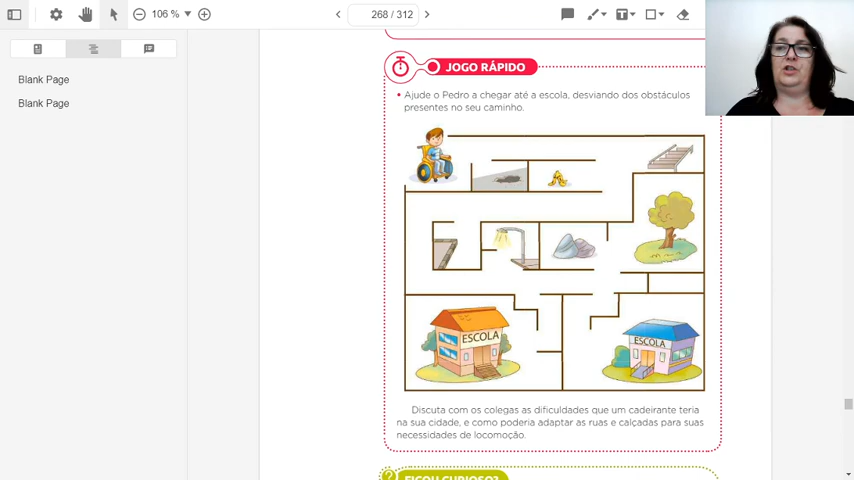 106 %
268 / 312
Blank Page
Blank Page
JOGO RÁPIDO
• Ajude o Pedro a chegar até a escola, desviando dos obstáculos
presentes no seu caminho.
ESCOLA
ESCOLA
Discuta com os colegas as dificuldades que um cadeirante teria
na sua cidade, e como poderia adaptar as ruas e calçadas para suas
necessidades de locomoção.
FICOU CURIOSO?